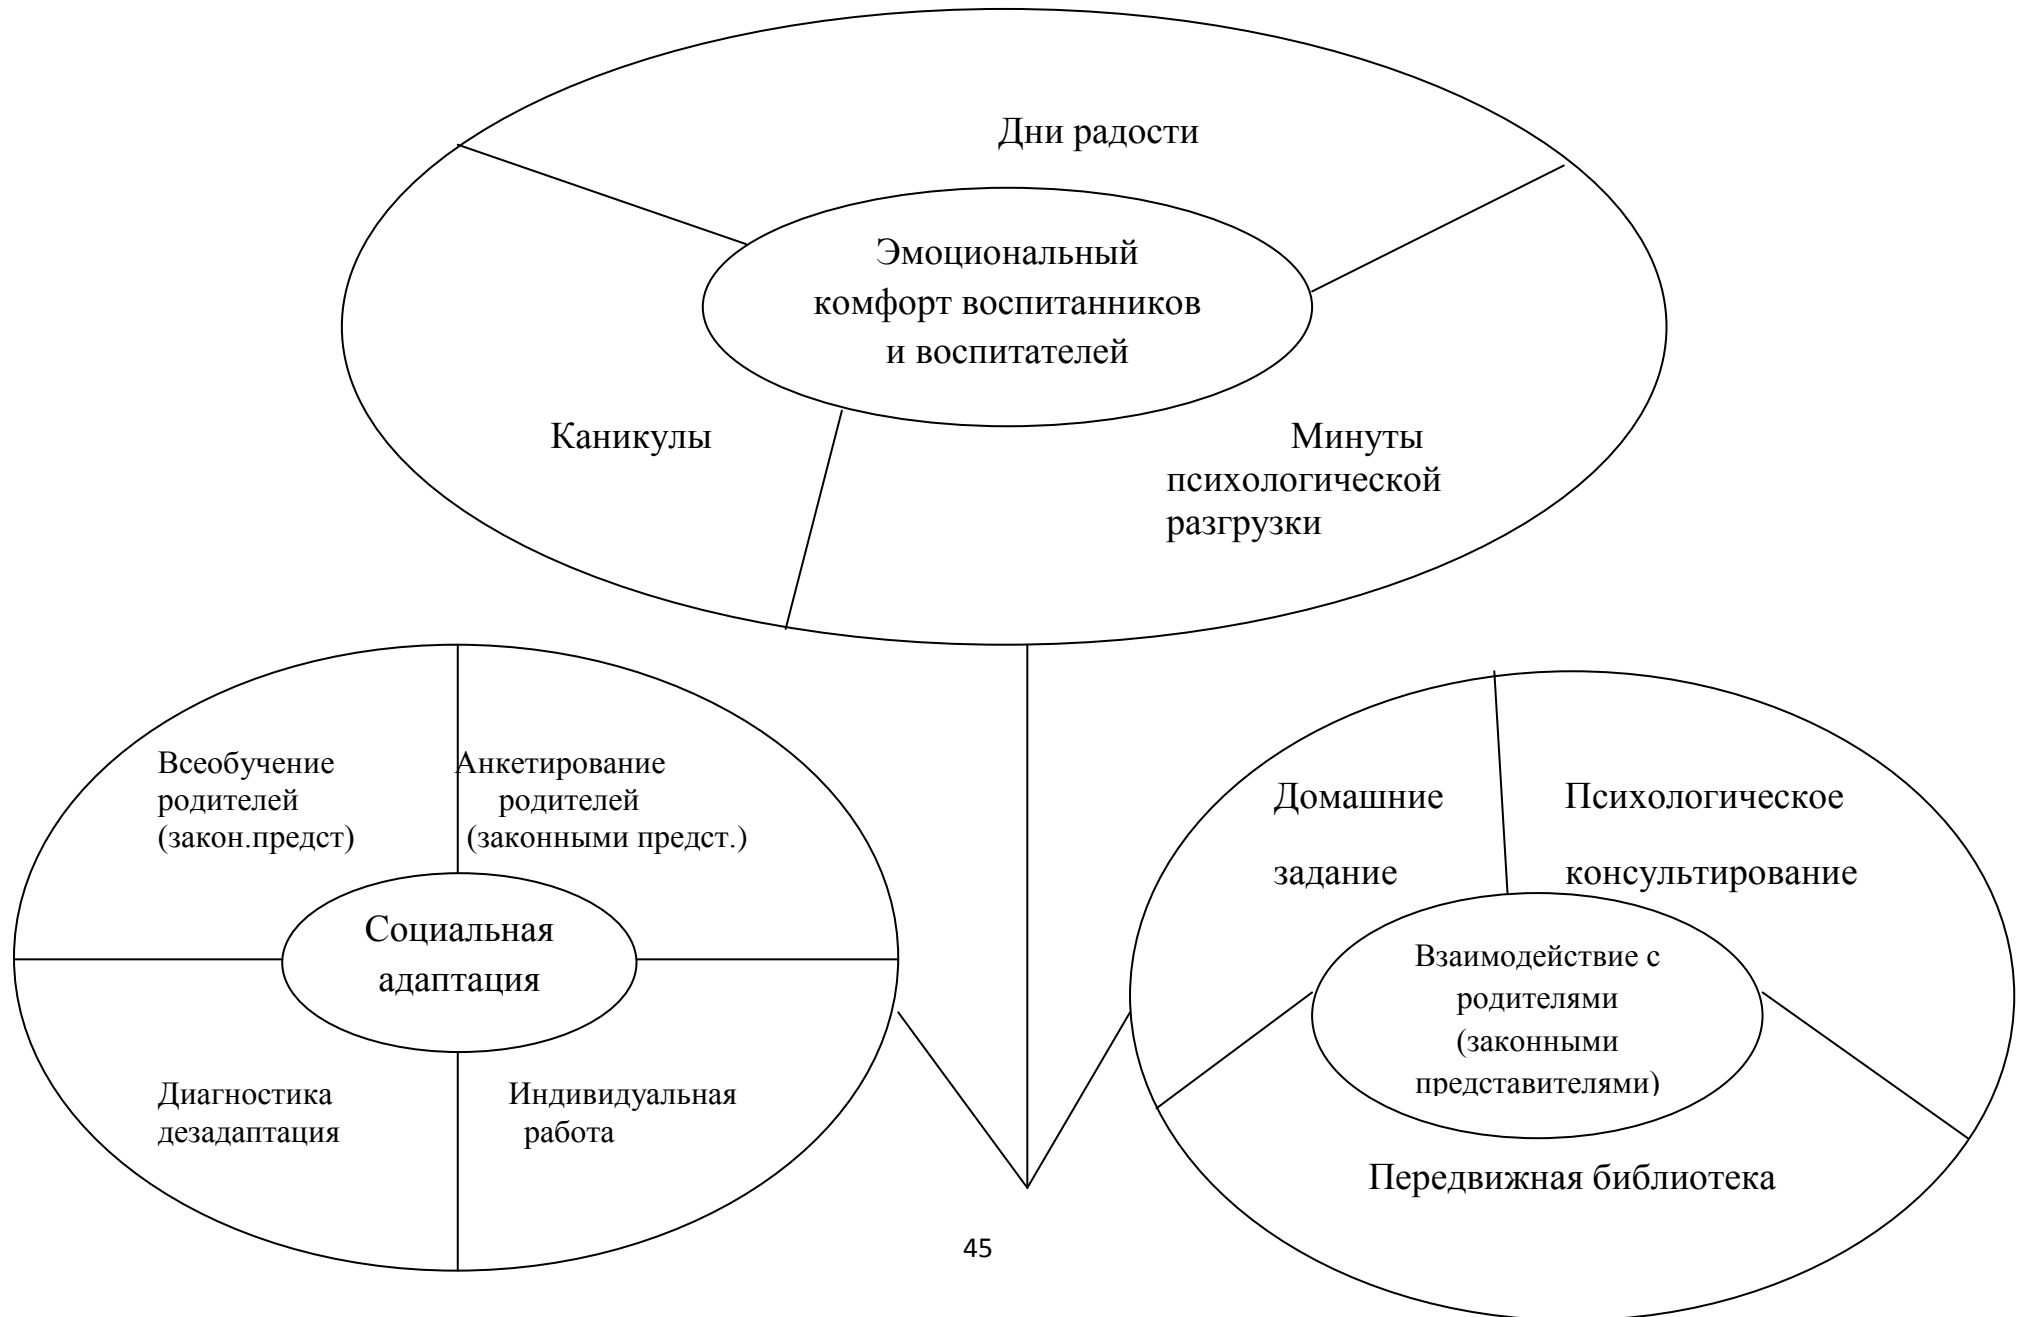 Дни радости
Эмоциональный
комфорт воспитанников
и воспитателей
Каникулы
Минуты
психологической
разгрузки
Всеобучение
родителей
(закон.предст)
Анкетирование
родителей
(законными предст.)
Социальная
адаптация
Диагностика
дезадаптация
Индивидуальная
работа
Домашние
задание
Психологическое
консультирование
Взаимодействие с
родителями
(законными
представителями)
Передвижная библиотека
45